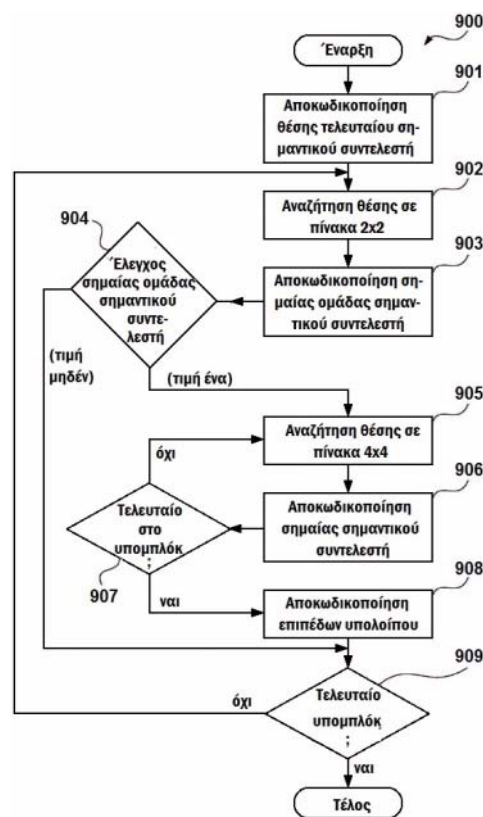 900
Έναρξη
901
Αποκωδικοποίηση
θέσης τελευταίου ση-
μαντικού συντελεστή
902
Αναζήτηση θέσης σε
πίνακα 2x2
904
Έλεγχος
σημαίας ομάδας
σημαντικού
συντε-
λεστή
903
Αποκωδικοποίηση ση-
μαίας ομάδας σημαν-
τικού συντελεστή
(τιμή
μηδέν)
(τιμή ένα)
905
Αναζήτηση θέσης σε
πίνακα 4x4
όχι
906
Αποκωδικοποίηση
σημαίας σημαντικού
συντελεστή
Τελευταίο
στο
υπομπλόκ
;
907
ναι
908
Αποκωδικοποίηση
επιπέδων υπολοίπου
909
Τελευταίο
υπομπλόκ
;
όχι
ναι
Τέλος